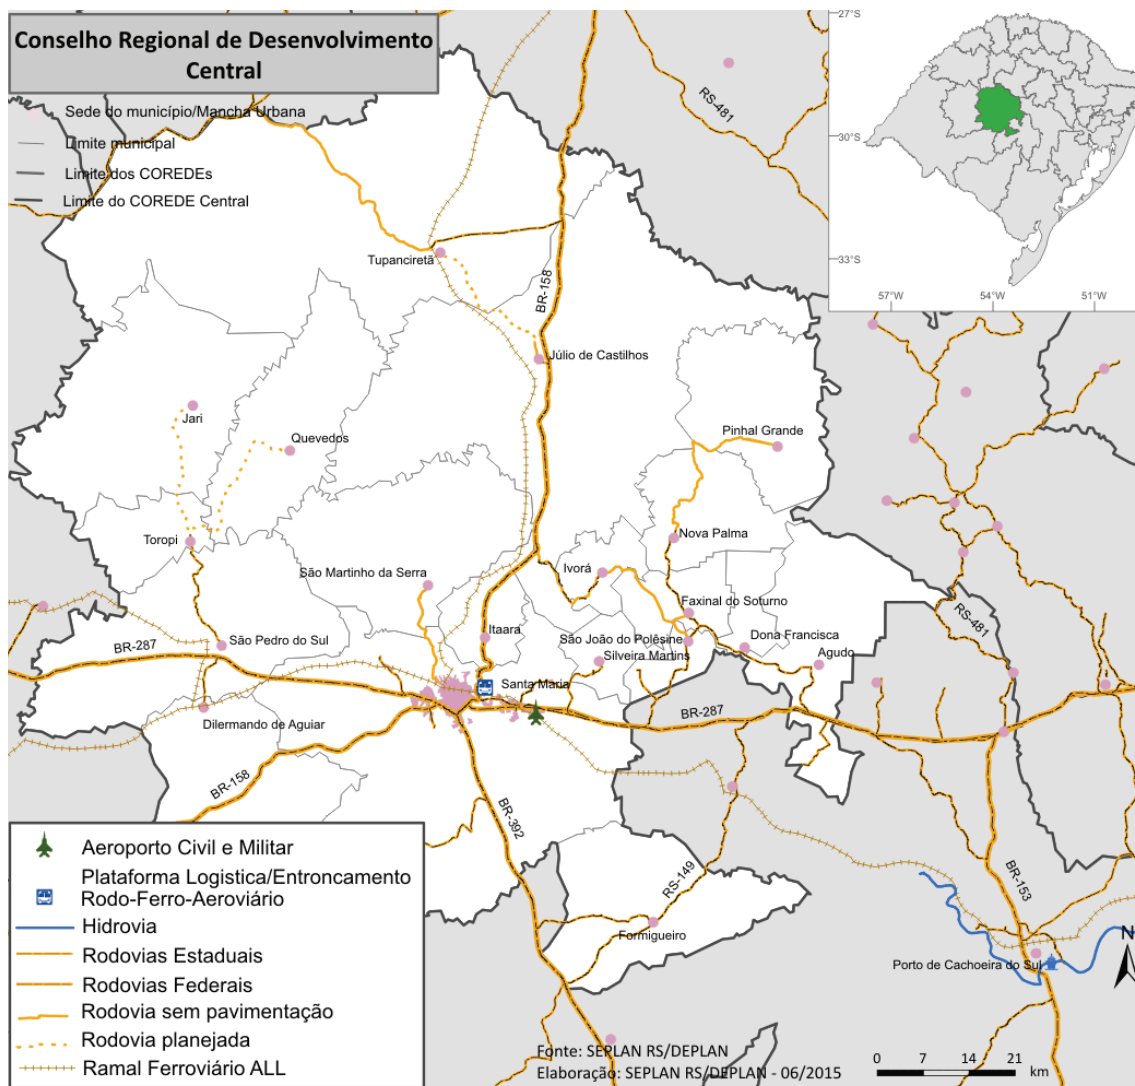 Conselho Regional de Desenvolvimento
Central
Sede do município/Mancha Urbana
Limite municipal
Limite dos COREDEs
Limite do COREDE Central
27°S
30°S
33°S
57°W
54°W
51°W
RS-481
Tupanciretã
BR-158
Júlio de Castilhos
Jari
Quevedos
Pinhal Grande
Toropi
Nova Palma
São Martinho da Serra
Ivorá
Faxinal do Soturno
Itaara
São João do Polêsine
Dona Francisca
RS-481
São Pedro do Sul
Silveira Martins
Agudo
BR-287
Santa Maria
BR-287
Dilermando de Aguiar
BR-158
BR-392
RS-149
BR-153
Formigueiro
Porto de Cachoeira do Sul
N
Aeroporto Civil e Militar
Plataforma Logistica/Entroncamento
Rodo-Ferro-Aeroviário
Hidrovia
Rodovias Estaduais
Rodovias Federais
Rodovia sem pavimentação
Rodovia planejada
Ramal Ferroviário ALL
Fonte: SEPLAN RS/DEPLAN
Elaboração: SEPLAN RS/DEPLAN - 06/2015
0 7 14 21
km